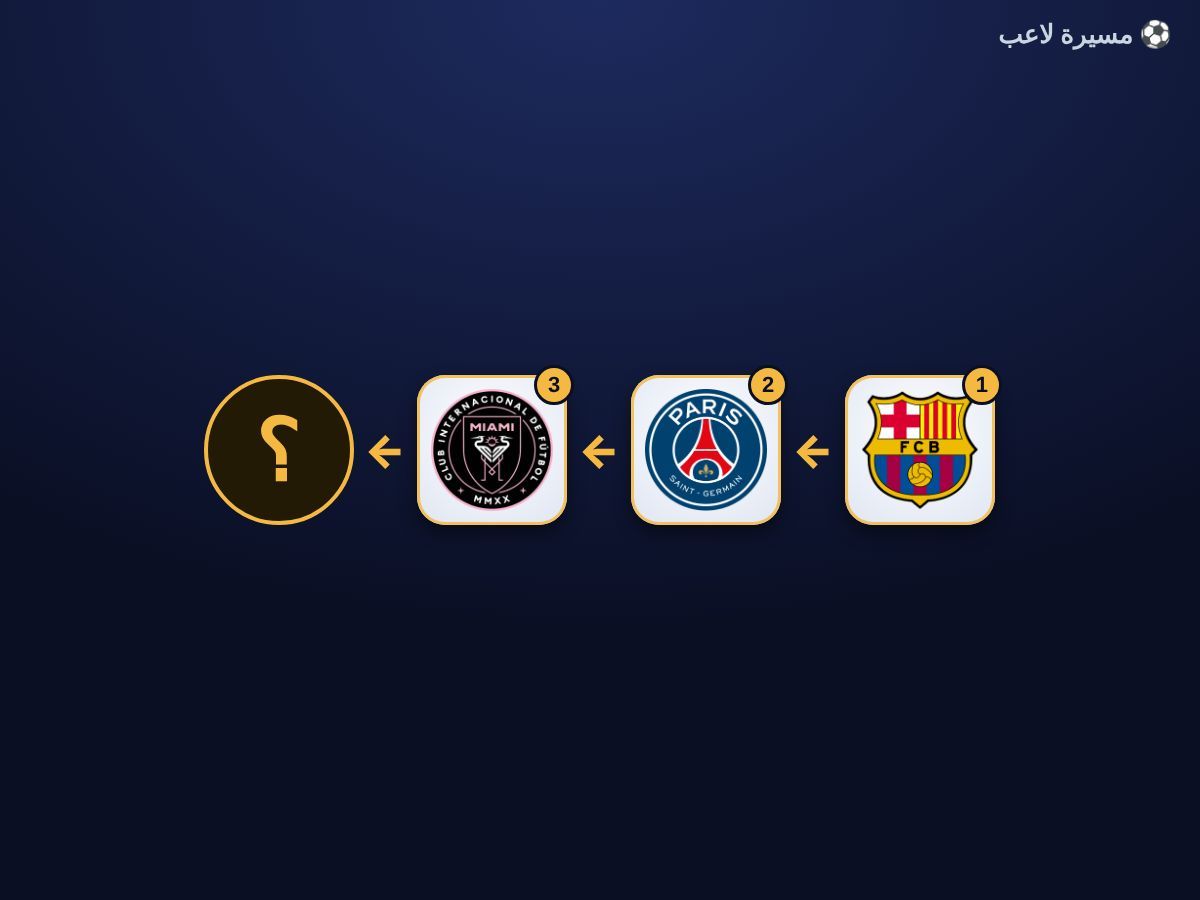 ⚽ مسيرة لاعب
1
FCB
2
PARIS
SAINT-GERMAIN
3
CLUB INTERNACIONAL DE FÚTBOL
MIAMI
MMXX
؟